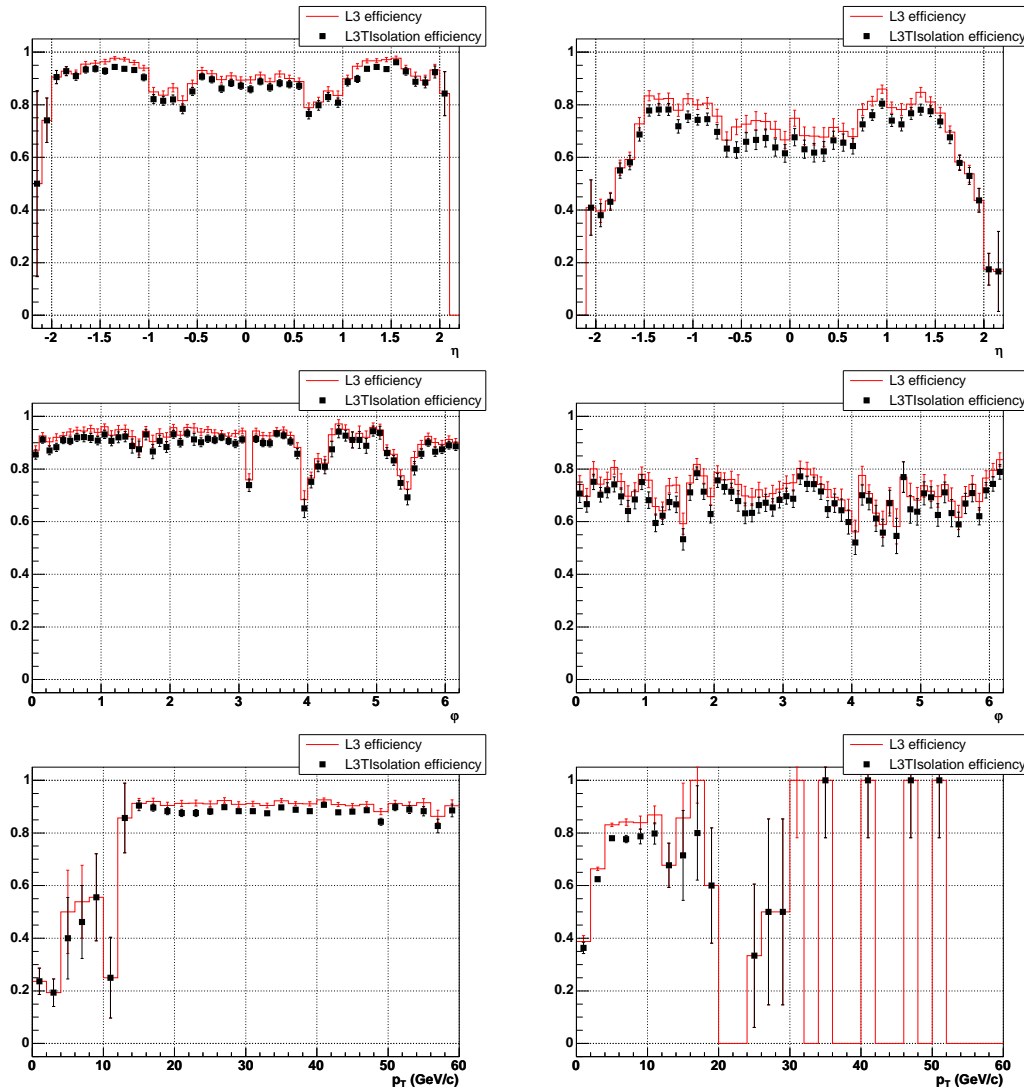 L3 efficiency
L3TIsolation efficiency
1
0.8
0.6
0.4
0.2
0
-2 -1.5 -1 -0.5 0 0.5 1 1.5 2
η
L3 efficiency
L3TIsolation efficiency
1
0.8
0.6
0.4
0.2
0
-2 -1.5 -1 -0.5 0 0.5 1 1.5 2
η
L3 efficiency
L3TIsolation efficiency
1
0.8
0.6
0.4
0.2
0
0 1 2 3 4 5 6
φ
L3 efficiency
L3TIsolation efficiency
1
0.8
0.6
0.4
0.2
0
0 1 2 3 4 5 6
φ
L3 efficiency
L3TIsolation efficiency
1
0.8
0.6
0.4
0.2
0
0 10 20 30 40 50 60
pT (GeV/c)
L3 efficiency
L3TIsolation efficiency
1
0.8
0.6
0.4
0.2
0
0 10 20 30 40 50 60
pT (GeV/c)